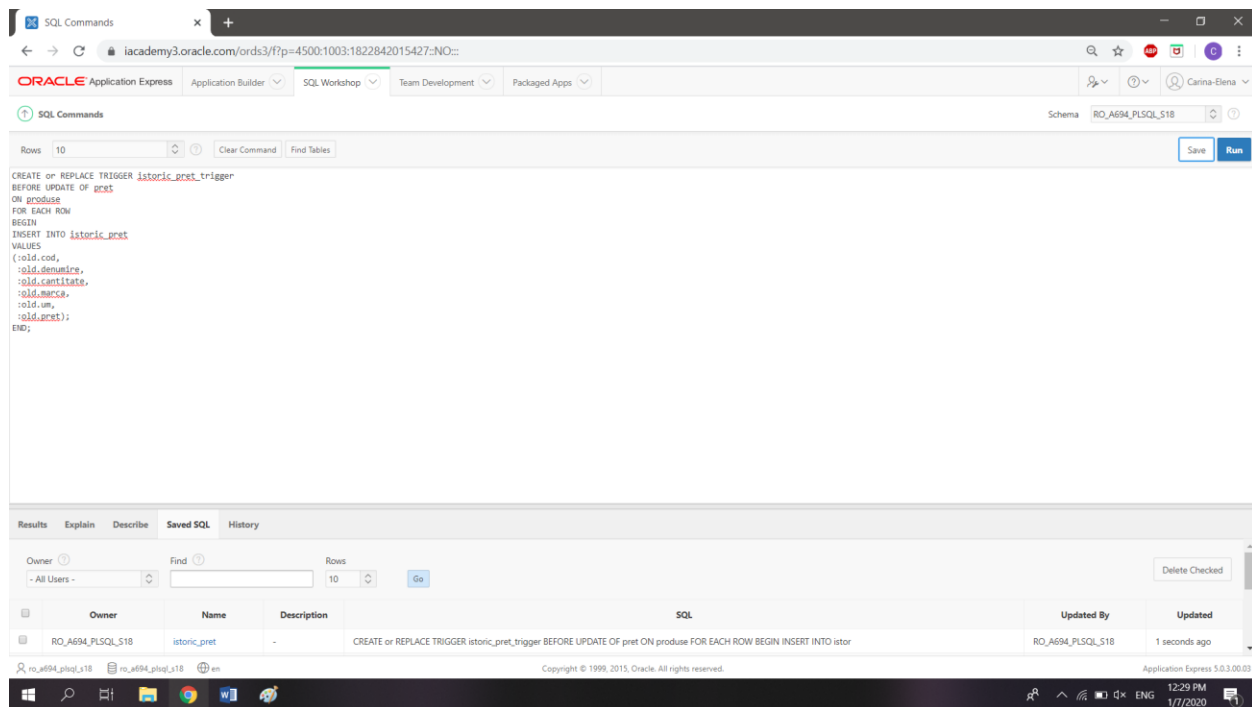 SQL Commands
iacademy3.oracle.com/ords3/f?p=4500:1003:1822842015427::NO:::
ABP
C
ORACLE Application Express Application Builder SQL Workshop Team Development Packaged Apps Carina-Elena
SQL Commands Schema RO_A694_PLSQL_S18
Rows 10 Clear Command Find Tables Save Run
CREATE or REPLACE TRIGGER istoric_pret_trigger
BEFORE UPDATE OF pret
ON produse
FOR EACH ROW
BEGIN
INSERT INTO istoric_pret
VALUES
(:old.cod,
:old.denumire,
:old.cantitate,
:old.marca,
:old.um,
:old.pret);
END;
Results Explain Describe Saved SQL History
Owner Find Rows
- All Users - 10 Go Delete Checked
Owner Name Description SQL Updated By Updated
RO_A694_PLSQL_S18 istoric_pret - CREATE or REPLACE TRIGGER istoric_pret_trigger BEFORE UPDATE OF pret ON produse FOR EACH ROW BEGIN INSERT INTO istor RO_A694_PLSQL_S18 1 seconds ago
ro_a694_plsql_s18 ro_a694_plsql_s18 en Copyright © 1999, 2015, Oracle. All rights reserved. Application Express 5.0.3.00.03
ENG 12:29 PM
1/7/2020